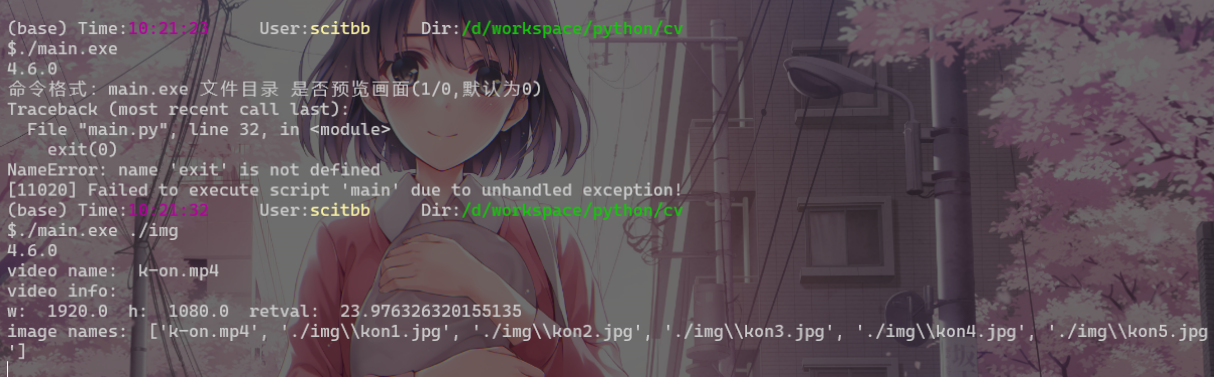 (base) Time:10:21:23     User:scitbb     Dir:/d/workspace/python/cv
$./main.exe
4.6.0
命令格式: main.exe 文件目录 是否预览画面(1/0,默认为0)
Traceback (most recent call last):
  File "main.py", line 32, in <module>
    exit(0)
NameError: name 'exit' is not defined
[11020] Failed to execute script 'main' due to unhandled exception!
(base) Time:10:21:32     User:scitbb     Dir:/d/workspace/python/cv
$./main.exe ./img
4.6.0
video name:  k-on.mp4
video info:
w:  1920.0  h:  1080.0  retval:  23.976326320155135
image names:  ['k-on.mp4', './img\\kon1.jpg', './img\\kon2.jpg', './img\\kon3.jpg', './img\\kon4.jpg', './img\\kon5.jpg
']